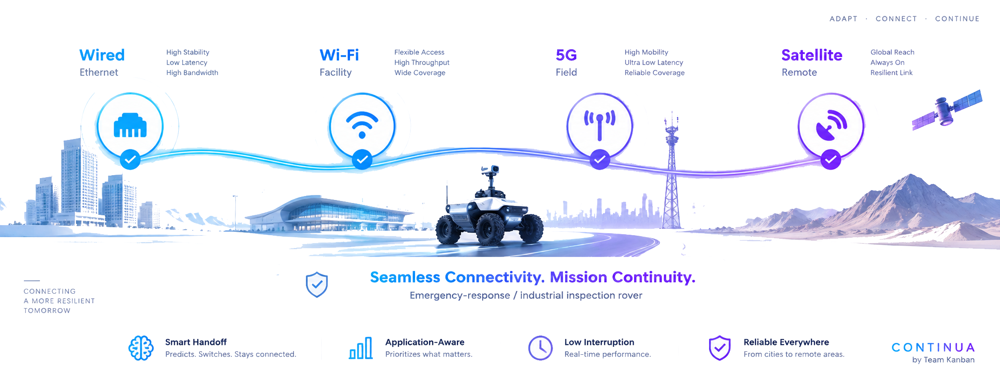 ADAPT · CONNECT · CONTINUE
Wired
Ethernet
High Stability
Low Latency
High Bandwidth
Wi-Fi
Facility
Flexible Access
High Throughput
Wide Coverage
5G
Field
High Mobility
Ultra Low Latency
Reliable Coverage
Satellite
Remote
Global Reach
Always On
Resilient Link
Seamless Connectivity. Mission Continuity.
Emergency-response / industrial inspection rover
CONNECTING
A MORE RESILIENT
TOMORROW
Smart Handoff
Predicts. Switches. Stays connected.
Application-Aware
Prioritizes what matters.
Low Interruption
Real-time performance.
Reliable Everywhere
From cities to remote areas.
CONTINUA
by Team Kanban